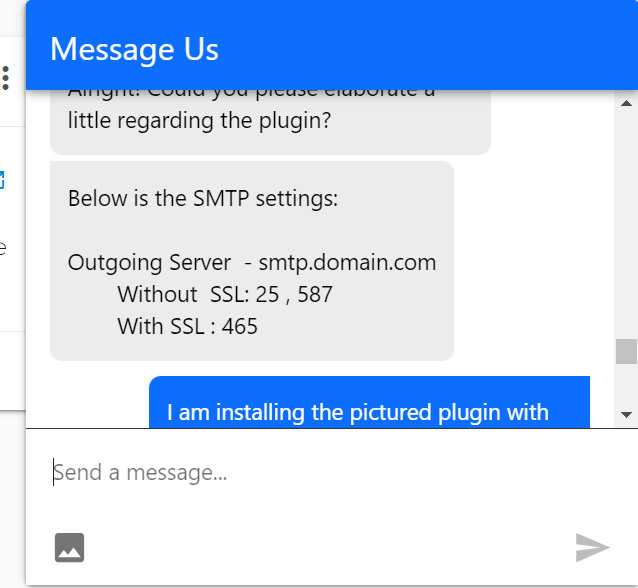 Message Us
Alright! Could you please elaborate a
little regarding the plugin?
Below is the SMTP settings:
Outgoing Server - smtp.domain.com
Without SSL: 25 , 587
With SSL : 465
I am installing the pictured plugin with
Send a message...
e